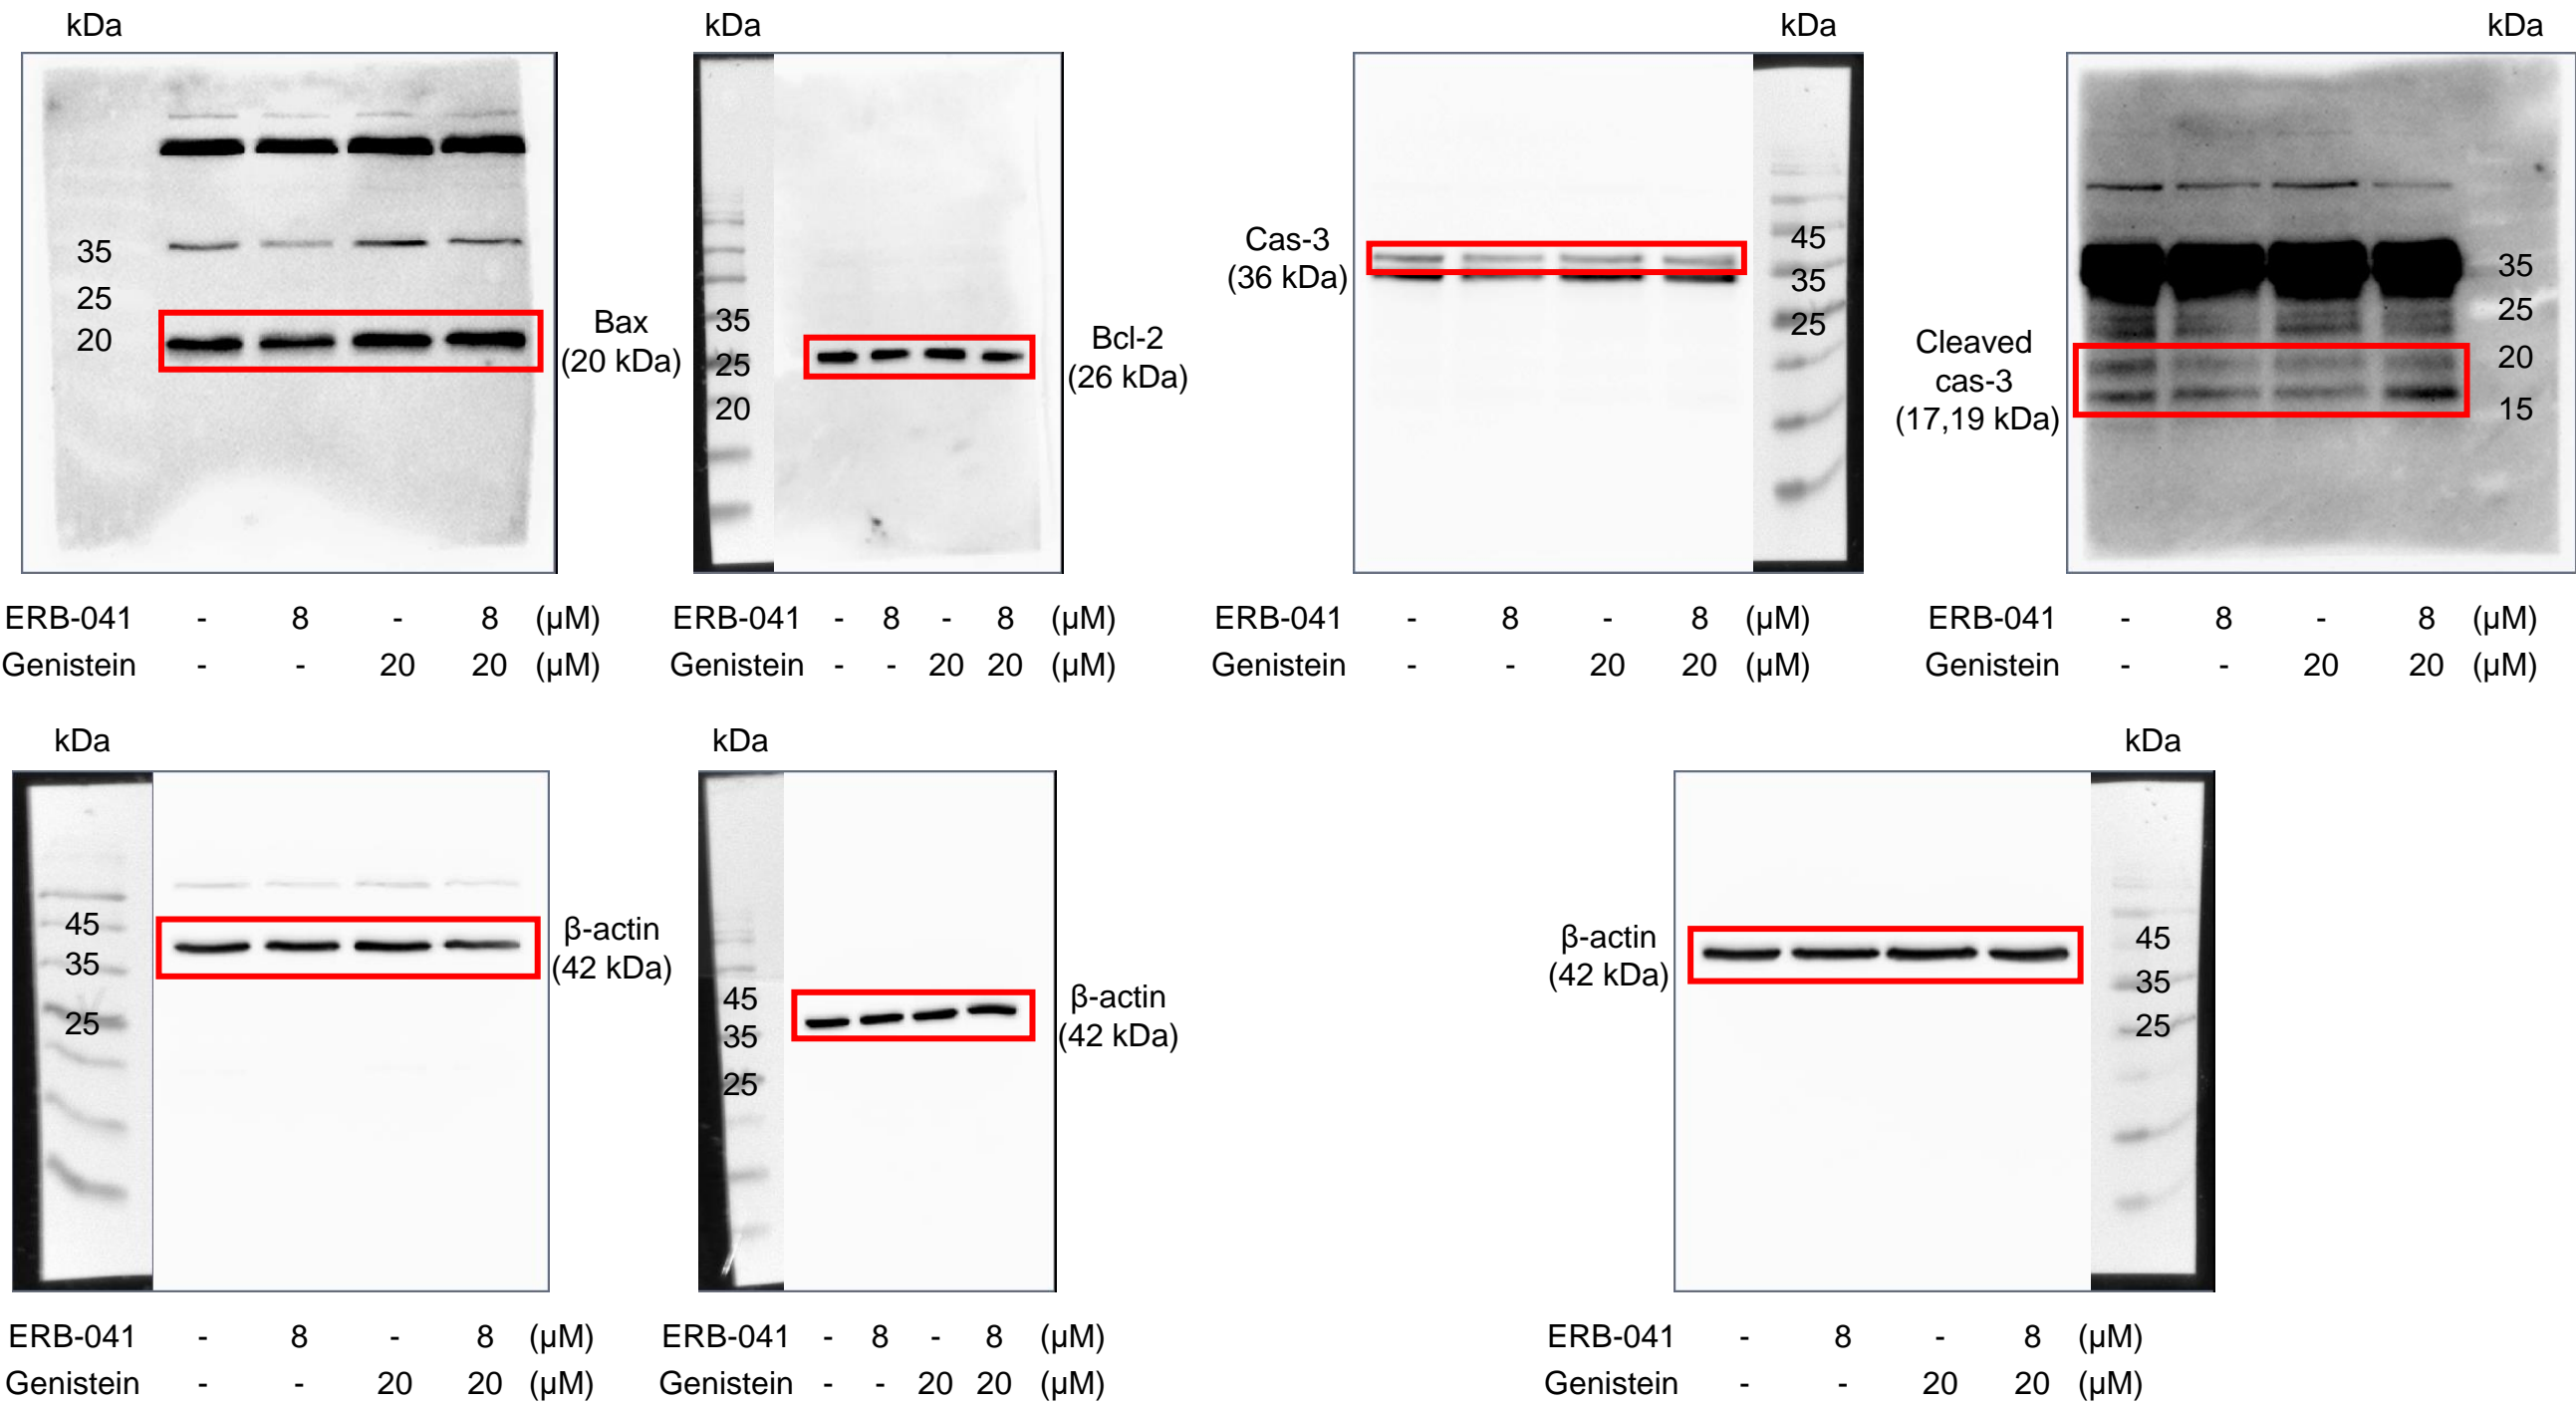 kDa
35
25
20
Bax
(20 kDa)
ERB-041 - 8 - 8 (μM)
Genistein - - 20 20 (μM)
kDa
35
25
20
Bcl-2
(26 kDa)
ERB-041 - 8 - 8 (μM)
Genistein - - 20 20 (μM)
kDa
Cas-3
(36 kDa)
45
35
25
ERB-041 - 8 - 8 (μM)
Genistein - - 20 20 (μM)
kDa
Cleaved
cas-3
(17,19 kDa)
35
25
20
15
ERB-041 - 8 - 8 (μM)
Genistein - - 20 20 (μM)
kDa
45
35
25
β-actin
(42 kDa)
ERB-041 - 8 - 8 (μM)
Genistein - - 20 20 (μM)
kDa
45
35
25
β-actin
(42 kDa)
ERB-041 - 8 - 8 (μM)
Genistein - - 20 20 (μM)
kDa
β-actin
(42 kDa)
45
35
25
ERB-041 - 8 - 8 (μM)
Genistein - - 20 20 (μM)